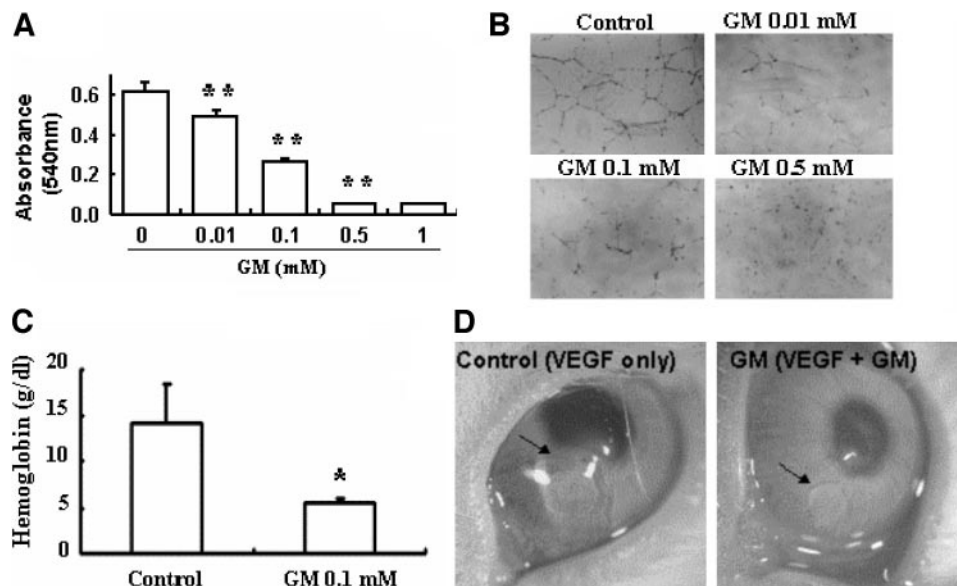 A
Absorbance
(540nm)
0.6
0.4
0.2
0.0
**
**
**
0 0.01 0.1 0.5 1
GM (mM)
B
Control GM 0.01 mM
GM 0.1 mM GM 0.5 mM
C
Hemoglobin (g/dl)
20
15
10
5
0
*
Control GM 0.1 mM
D
Control (VEGF only) GM (VEGF + GM)